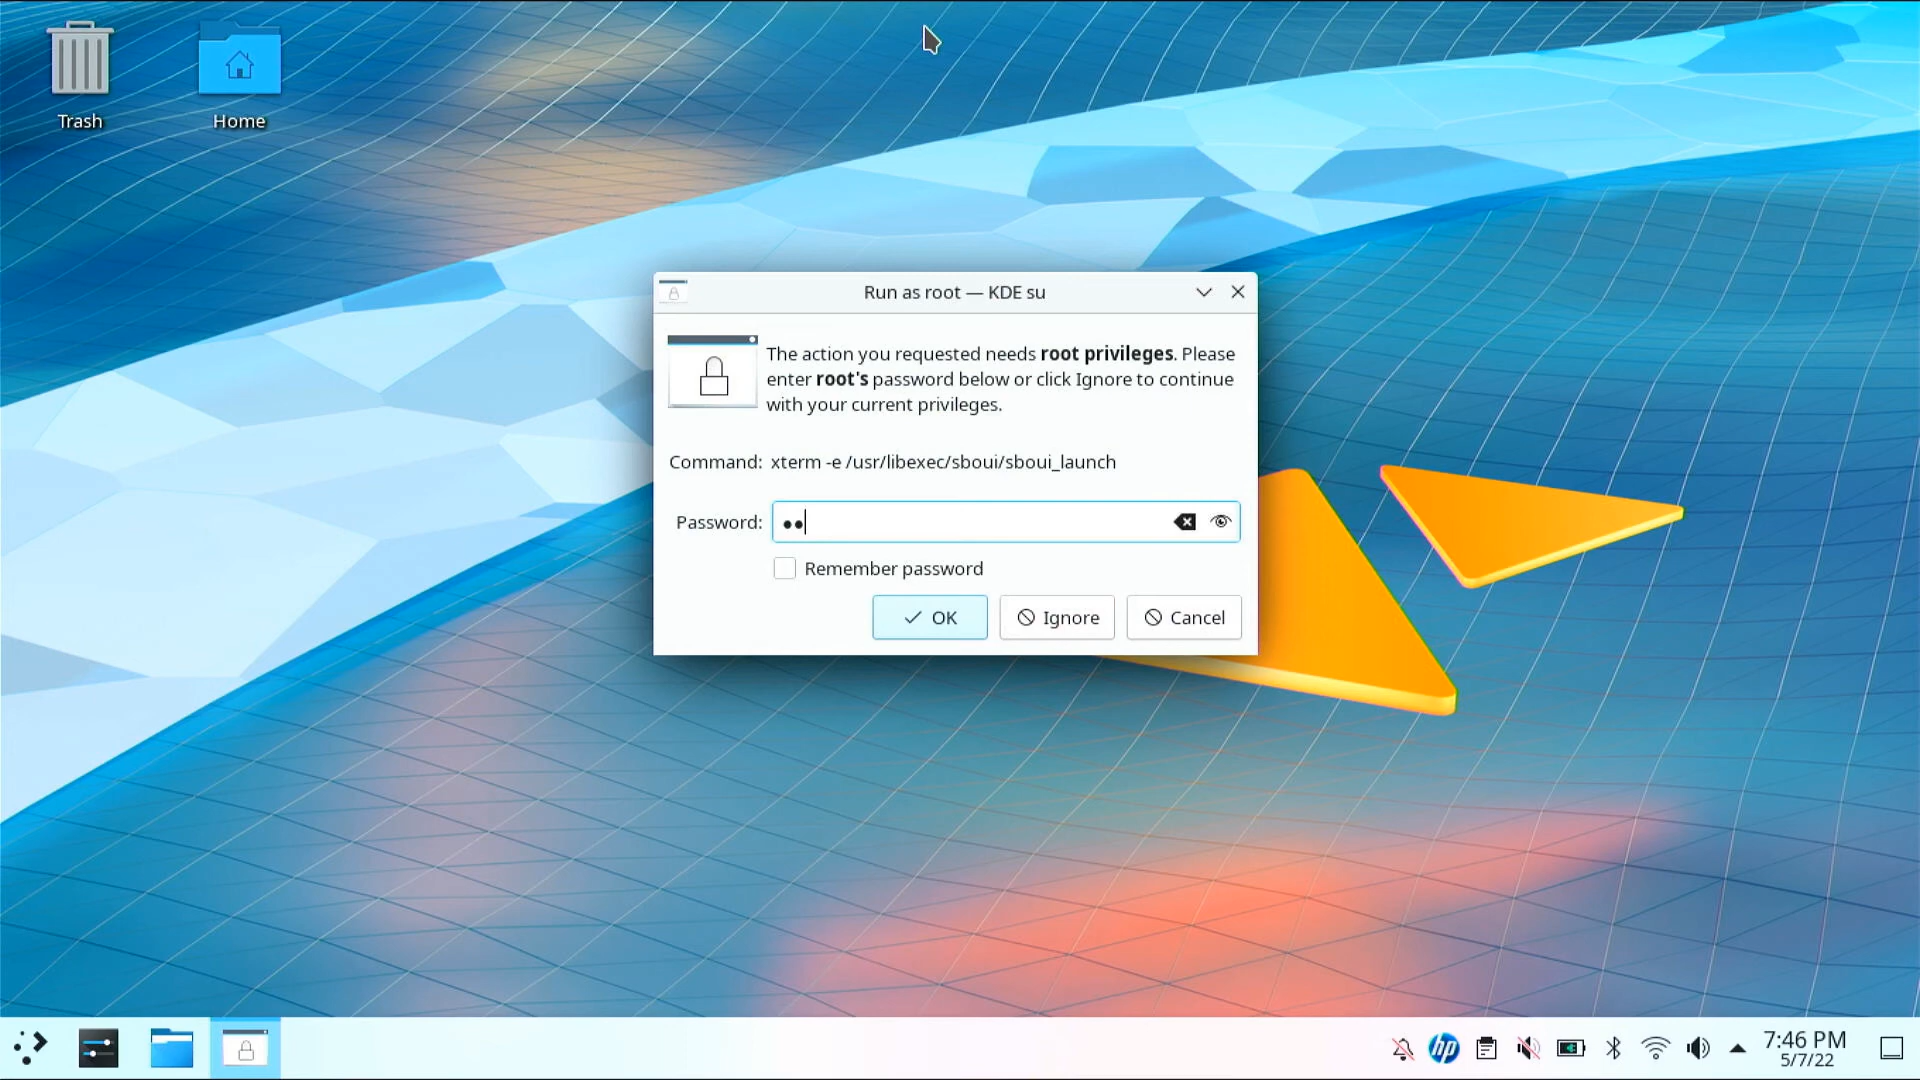 Trash
Home
Run as root — KDE su
The action you requested needs root privileges. Please
enter root's password below or click Ignore to continue
with your current privileges.
Command: xterm -e /usr/libexec/sboui/sboui_launch
Password: ●●
Remember password
OK
Ignore
Cancel
hp
7:46 PM
5/7/22